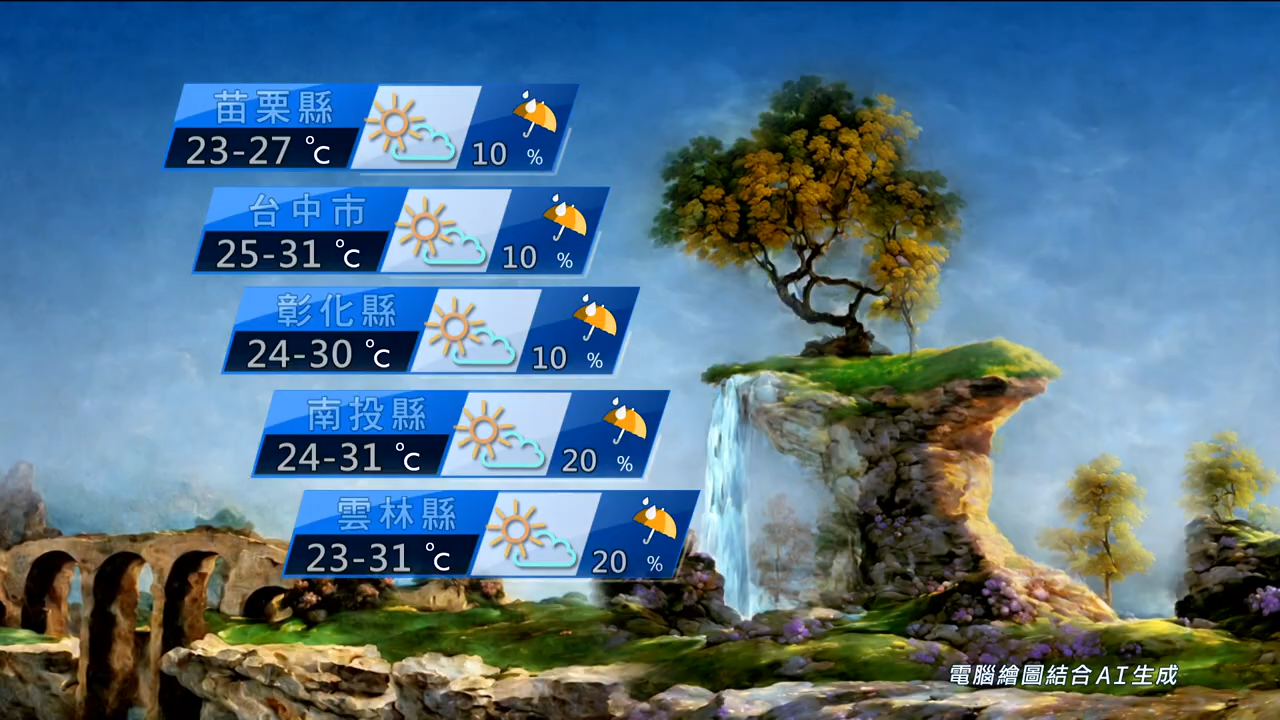 苗栗縣
23-27 ℃
10 %
台中市
25-31 ℃
10 %
彰化縣
24-30 ℃
10 %
南投縣
24-31 ℃
20 %
雲林縣
23-31 ℃
20 %
電腦繪圖結合AI生成